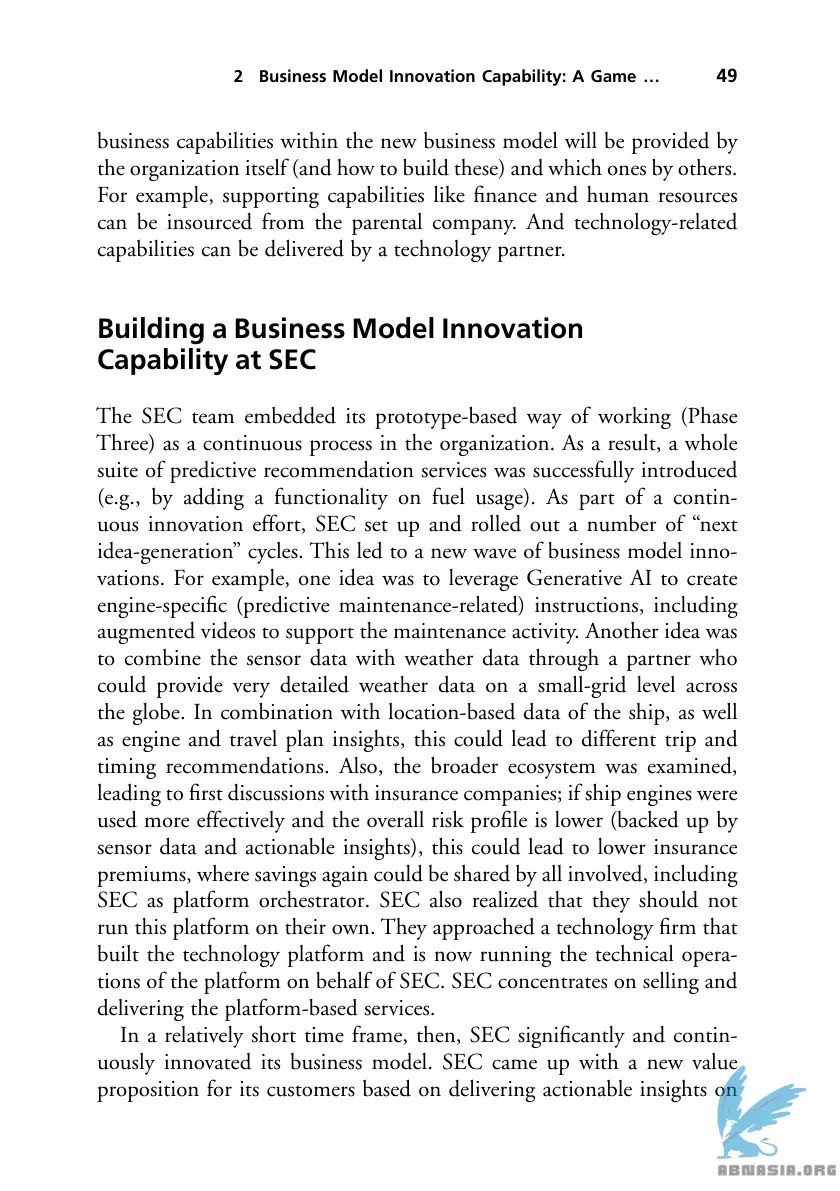 2 Business Model Innovation Capability: A Game … 49
business capabilities within the new business model will be provided by
the organization itself (and how to build these) and which ones by others.
For example, supporting capabilities like finance and human resources
can be insourced from the parental company. And technology-related
capabilities can be delivered by a technology partner.
Building a Business Model Innovation
Capability at SEC
The SEC team embedded its prototype-based way of working (Phase
Three) as a continuous process in the organization. As a result, a whole
suite of predictive recommendation services was successfully introduced
(e.g., by adding a functionality on fuel usage). As part of a contin-
uous innovation effort, SEC set up and rolled out a number of “next
idea-generation” cycles. This led to a new wave of business model inno-
vations. For example, one idea was to leverage Generative AI to create
engine-specific (predictive maintenance-related) instructions, including
augmented videos to support the maintenance activity. Another idea was
to combine the sensor data with weather data through a partner who
could provide very detailed weather data on a small-grid level across
the globe. In combination with location-based data of the ship, as well
as engine and travel plan insights, this could lead to different trip and
timing recommendations. Also, the broader ecosystem was examined,
leading to first discussions with insurance companies; if ship engines were
used more effectively and the overall risk profile is lower (backed up by
sensor data and actionable insights), this could lead to lower insurance
premiums, where savings again could be shared by all involved, including
SEC as platform orchestrator. SEC also realized that they should not
run this platform on their own. They approached a technology firm that
built the technology platform and is now running the technical opera-
tions of the platform on behalf of SEC. SEC concentrates on selling and
delivering the platform-based services.
In a relatively short time frame, then, SEC significantly and contin-
uously innovated its business model. SEC came up with a new value
proposition for its customers based on delivering actionable insights on
ABNASIA.ORG